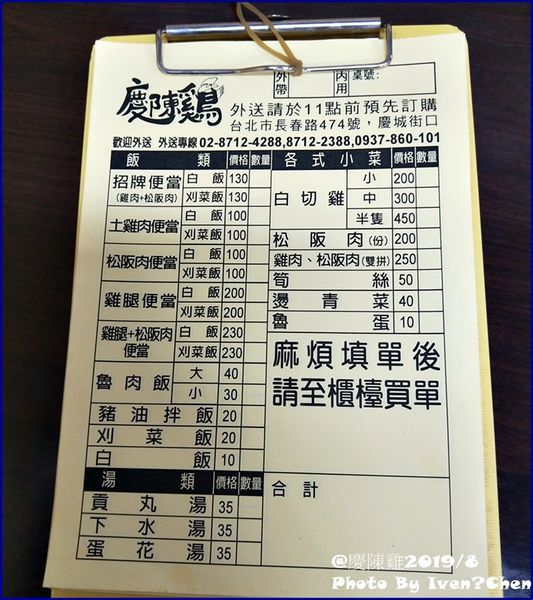 慶陳雞
外帶 內用 桌號:
外送請於11點前預先訂購
台北市長春路474號，慶城街口
歡迎外送 外送專線02-8712-4288,8712-2388,0937-860-101
飯類 價格 數量
招牌便當(雞肉+松阪肉) 白飯 130
刈菜飯 130
土雞肉便當 白飯 100
刈菜飯 100
松阪肉便當 白飯 100
刈菜飯 100
雞腿便當 白飯 200
刈菜飯 200
雞腿+松阪肉便當 白飯 230
刈菜飯 230
魯肉飯 大 40
小 30
豬油拌飯 20
刈菜飯 20
白飯 10
湯類 價格 數量
貢丸湯 35
下水湯 35
蛋花湯 35
各式小菜 價格 數量
白切雞 小 200
中 300
半隻 450
松阪肉(份) 200
雞肉、松阪肉(雙拼) 250
筍絲 50
燙青菜 40
魯蛋 10
麻煩填單後
請至櫃檯買單
合計
@慶陳雞2019/8
Photo By Iven?Chen